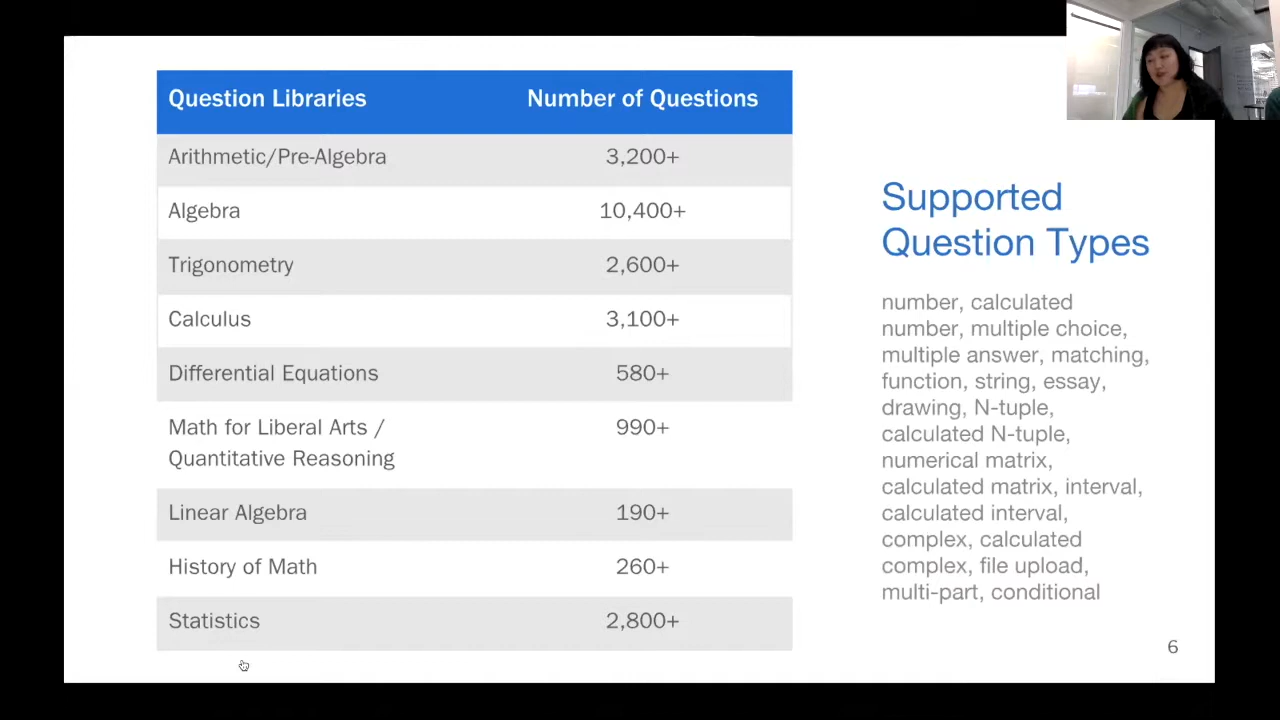 Question Libraries Number of Questions
Arithmetic/Pre-Algebra 3,200+
Algebra 10,400+
Trigonometry 2,600+
Calculus 3,100+
Differential Equations 580+
Math for Liberal Arts / 990+
Quantitative Reasoning
Linear Algebra 190+
History of Math 260+
Statistics 2,800+
Supported
Question Types
number, calculated
number, multiple choice,
multiple answer, matching,
function, string, essay,
drawing, N-tuple,
calculated N-tuple,
numerical matrix,
calculated matrix, interval,
calculated interval,
complex, calculated
complex, file upload,
multi-part, conditional
6